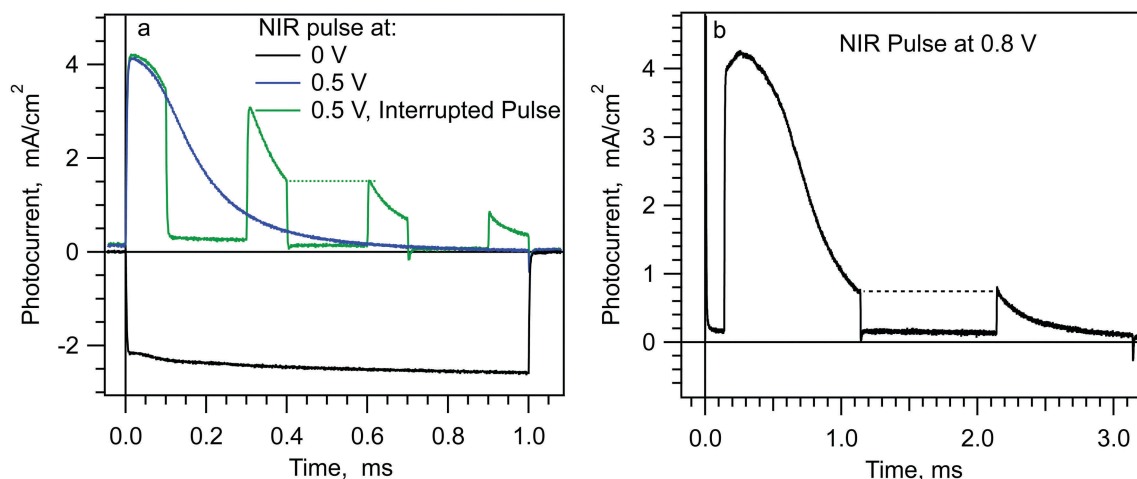 a
NIR pulse at:
0 V
0.5 V
0.5 V, Interrupted Pulse
Photocurrent, mA/cm²
4
2
0
-2
0.0 0.2 0.4 0.6 0.8 1.0
Time, ms
b
NIR Pulse at 0.8 V
Photocurrent, mA/cm²
4
3
2
1
0
0.0 1.0 2.0 3.0
Time, ms